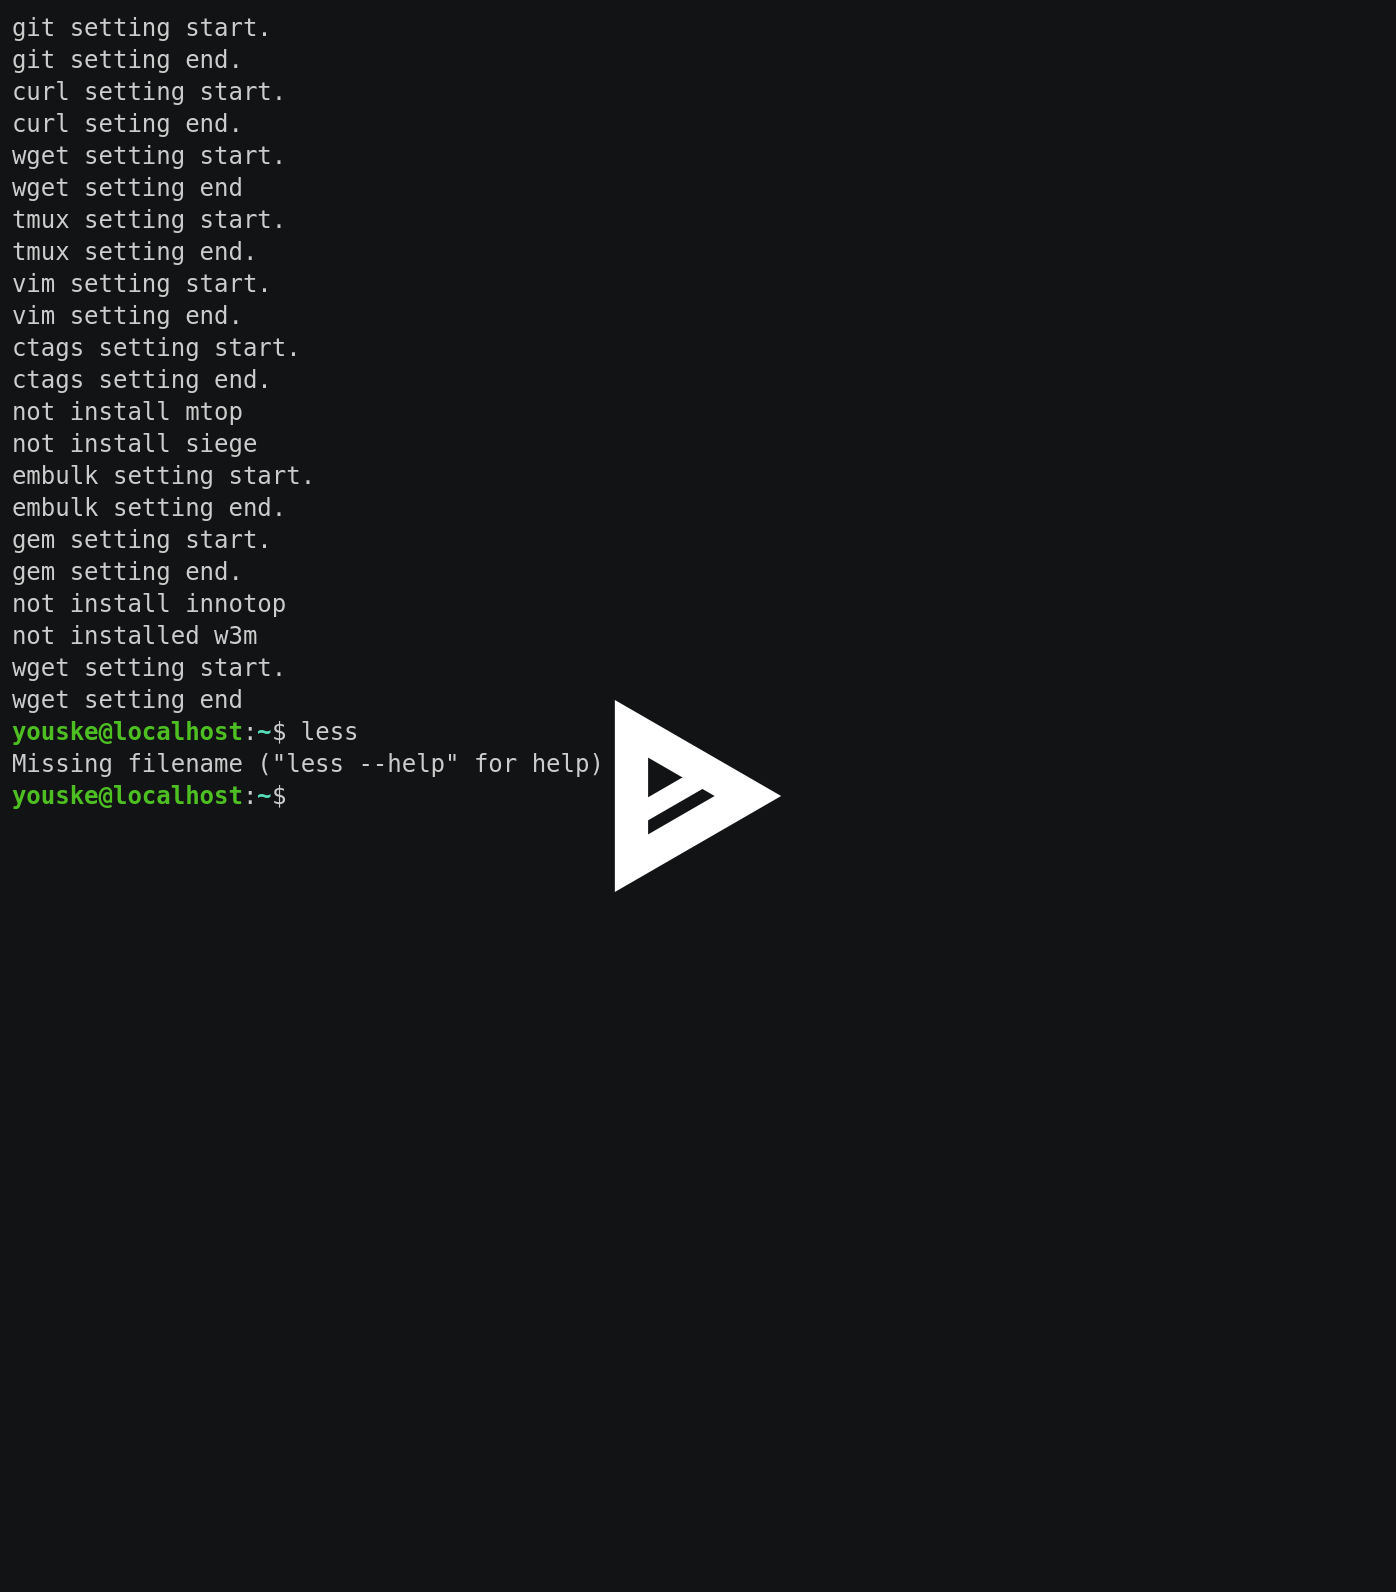 git setting start.
git setting end.
curl setting start.
curl seting end.
wget setting start.
wget setting end
tmux setting start.
tmux setting end.
vim setting start.
vim setting end.
ctags setting start.
ctags setting end.
not install mtop
not install siege
embulk setting start.
embulk setting end.
gem setting start.
gem setting end.
not install innotop
not installed w3m
wget setting start.
wget setting end
youske@localhost:~$ less
Missing filename ("less --help" for help)
youske@localhost:~$